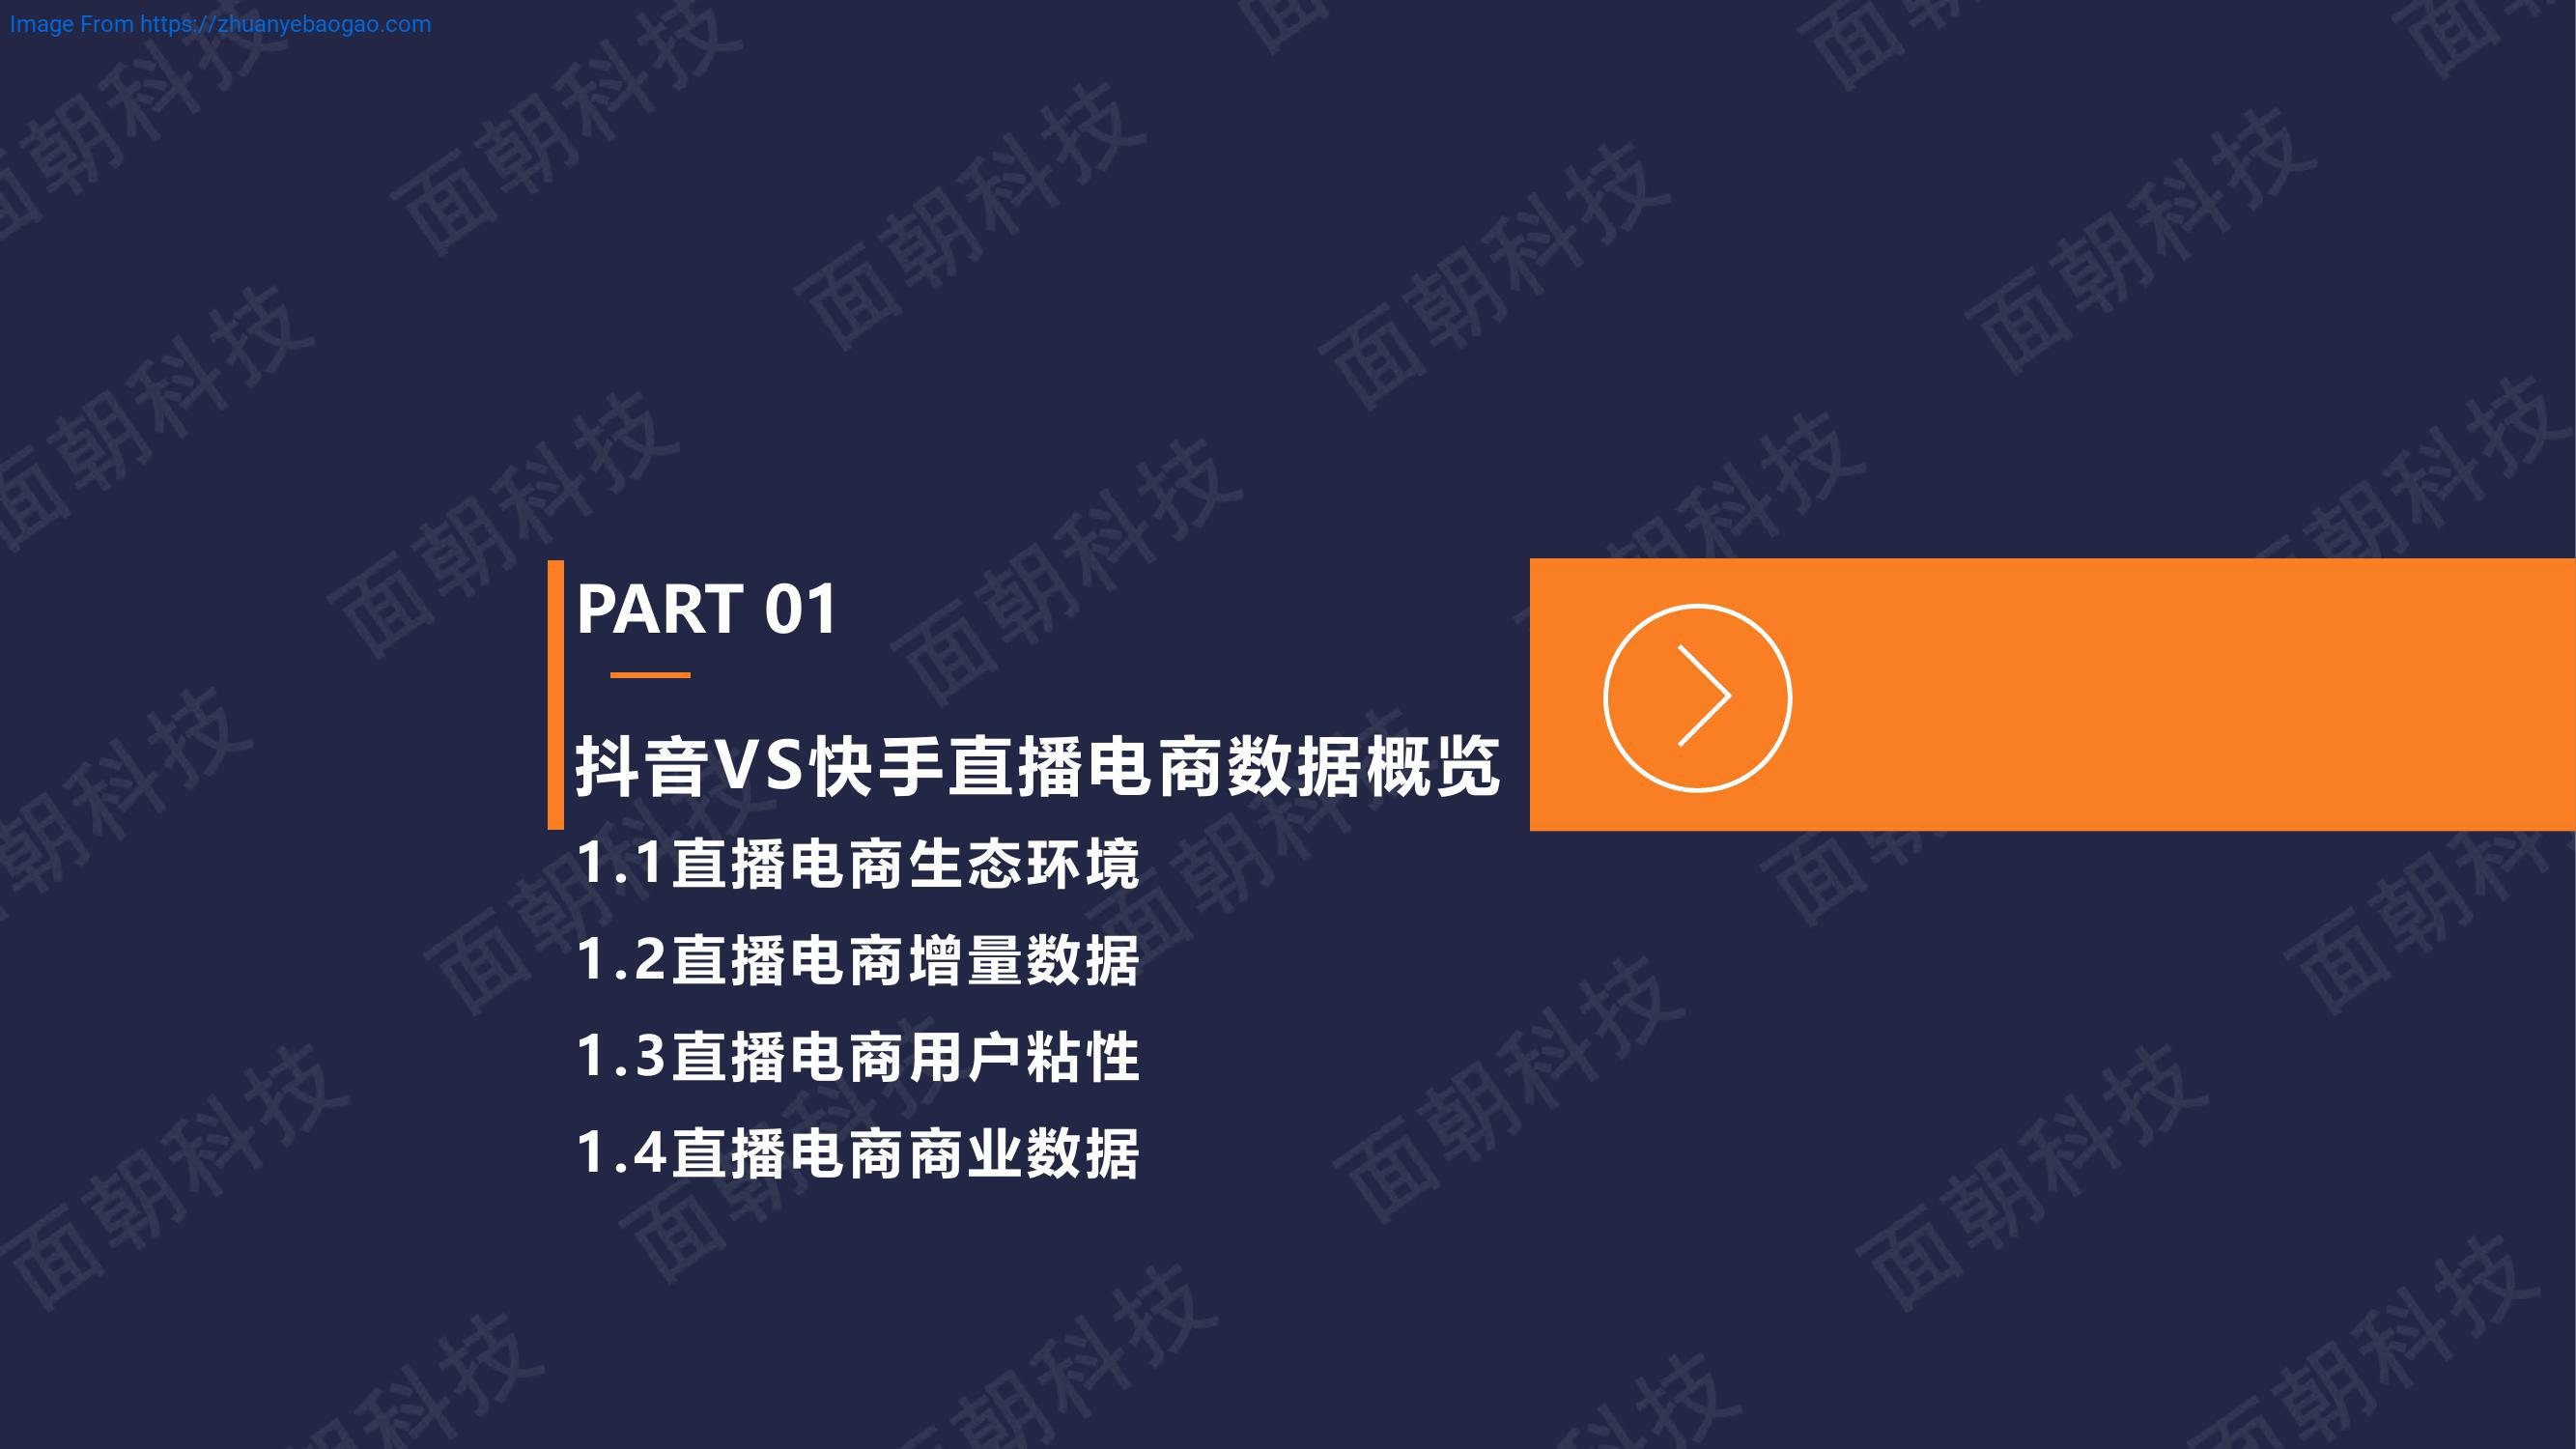 Image From https://zhuanyebaogao.com
PART 01
抖音VS快手直播电商数据概览
1.1直播电商生态环境
1.2直播电商增量数据
1.3直播电商用户粘性
1.4直播电商商业数据
面朝科技